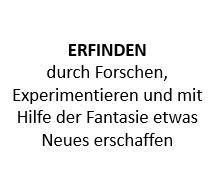 ERFINDEN
durch Forschen,
Experimentieren und mit
Hilfe der Fantasie etwas
Neues erschaffen